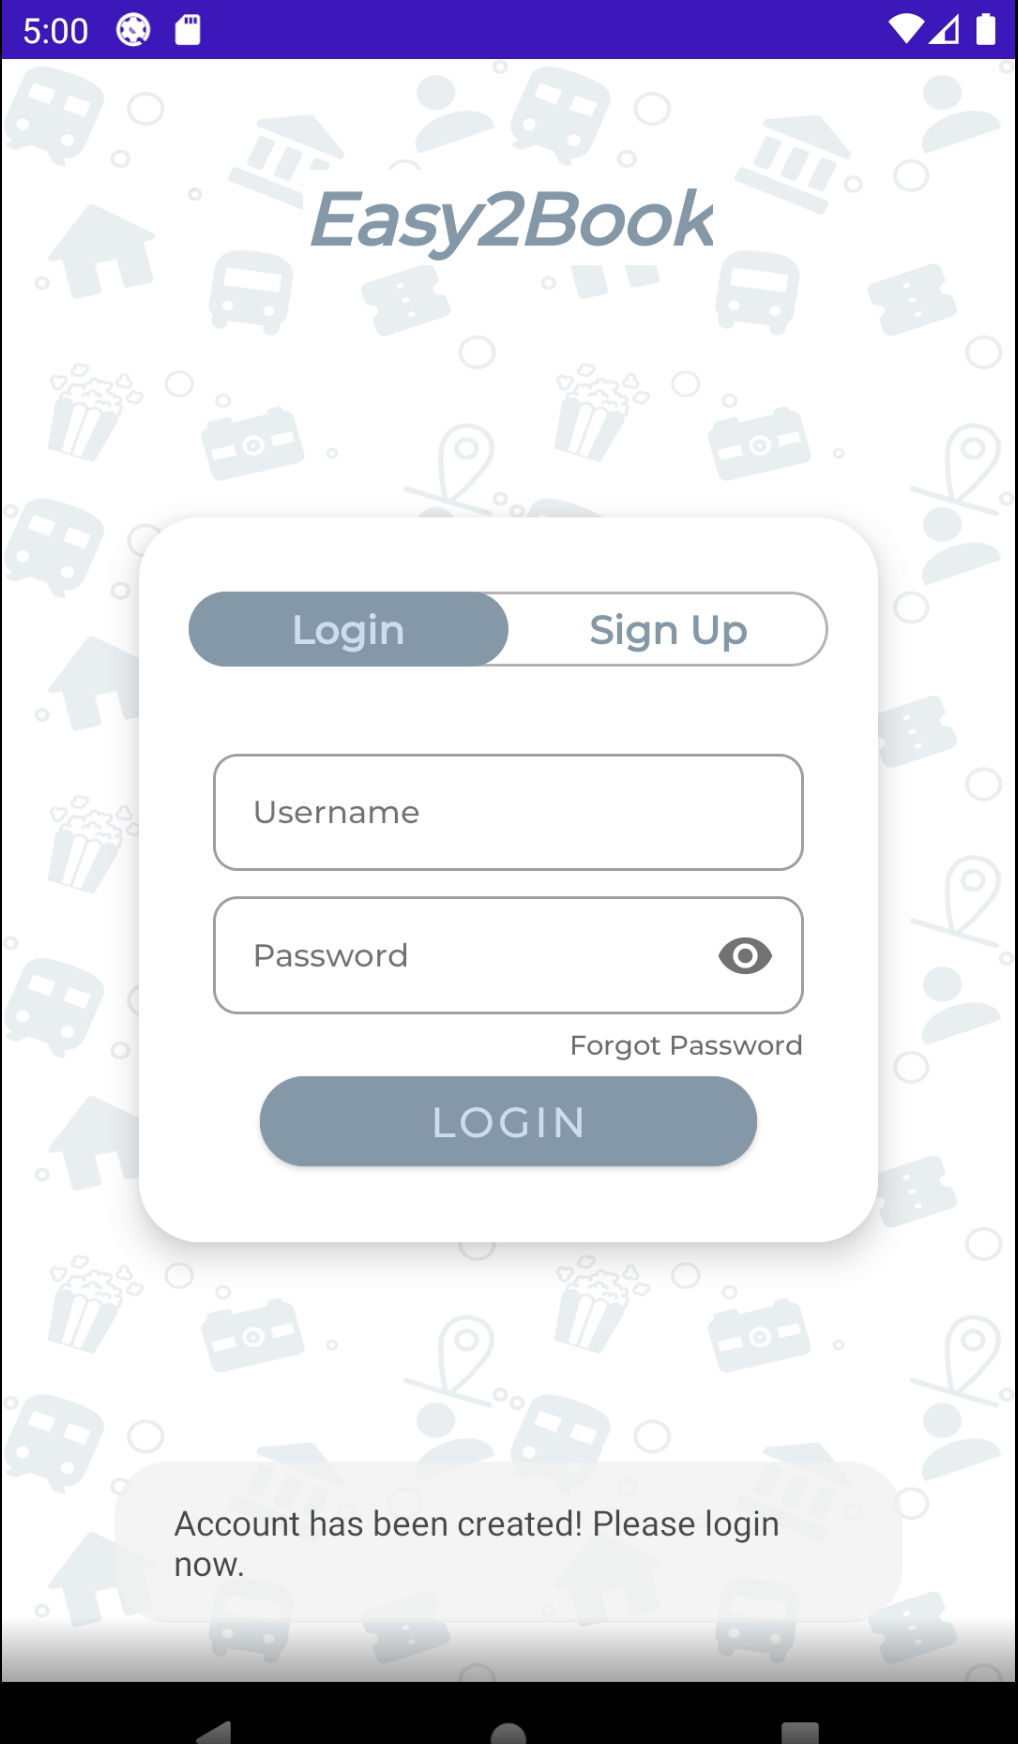 5:00
Easy2Book
Login
Sign Up
Username
Password
Forgot Password
LOGIN
Account has been created! Please login
now.